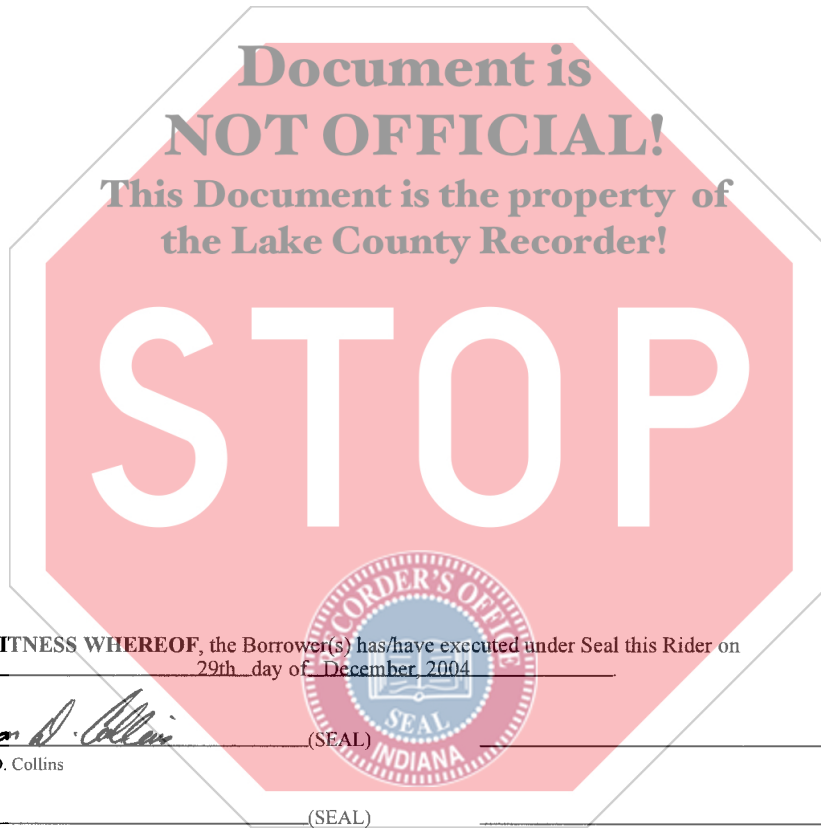 Document is
NOT OFFICIAL!
This Document is the property of
the Lake County Recorder!
STOP
RECORDER'S OFFICE
ITNESS WHEREOF, the Borrower(s) has/have executed under Seal this Rider on
29th day of December, 2004
SEAL
INDIANA
D. Collins (SEAL)
. Collins
(SEAL)